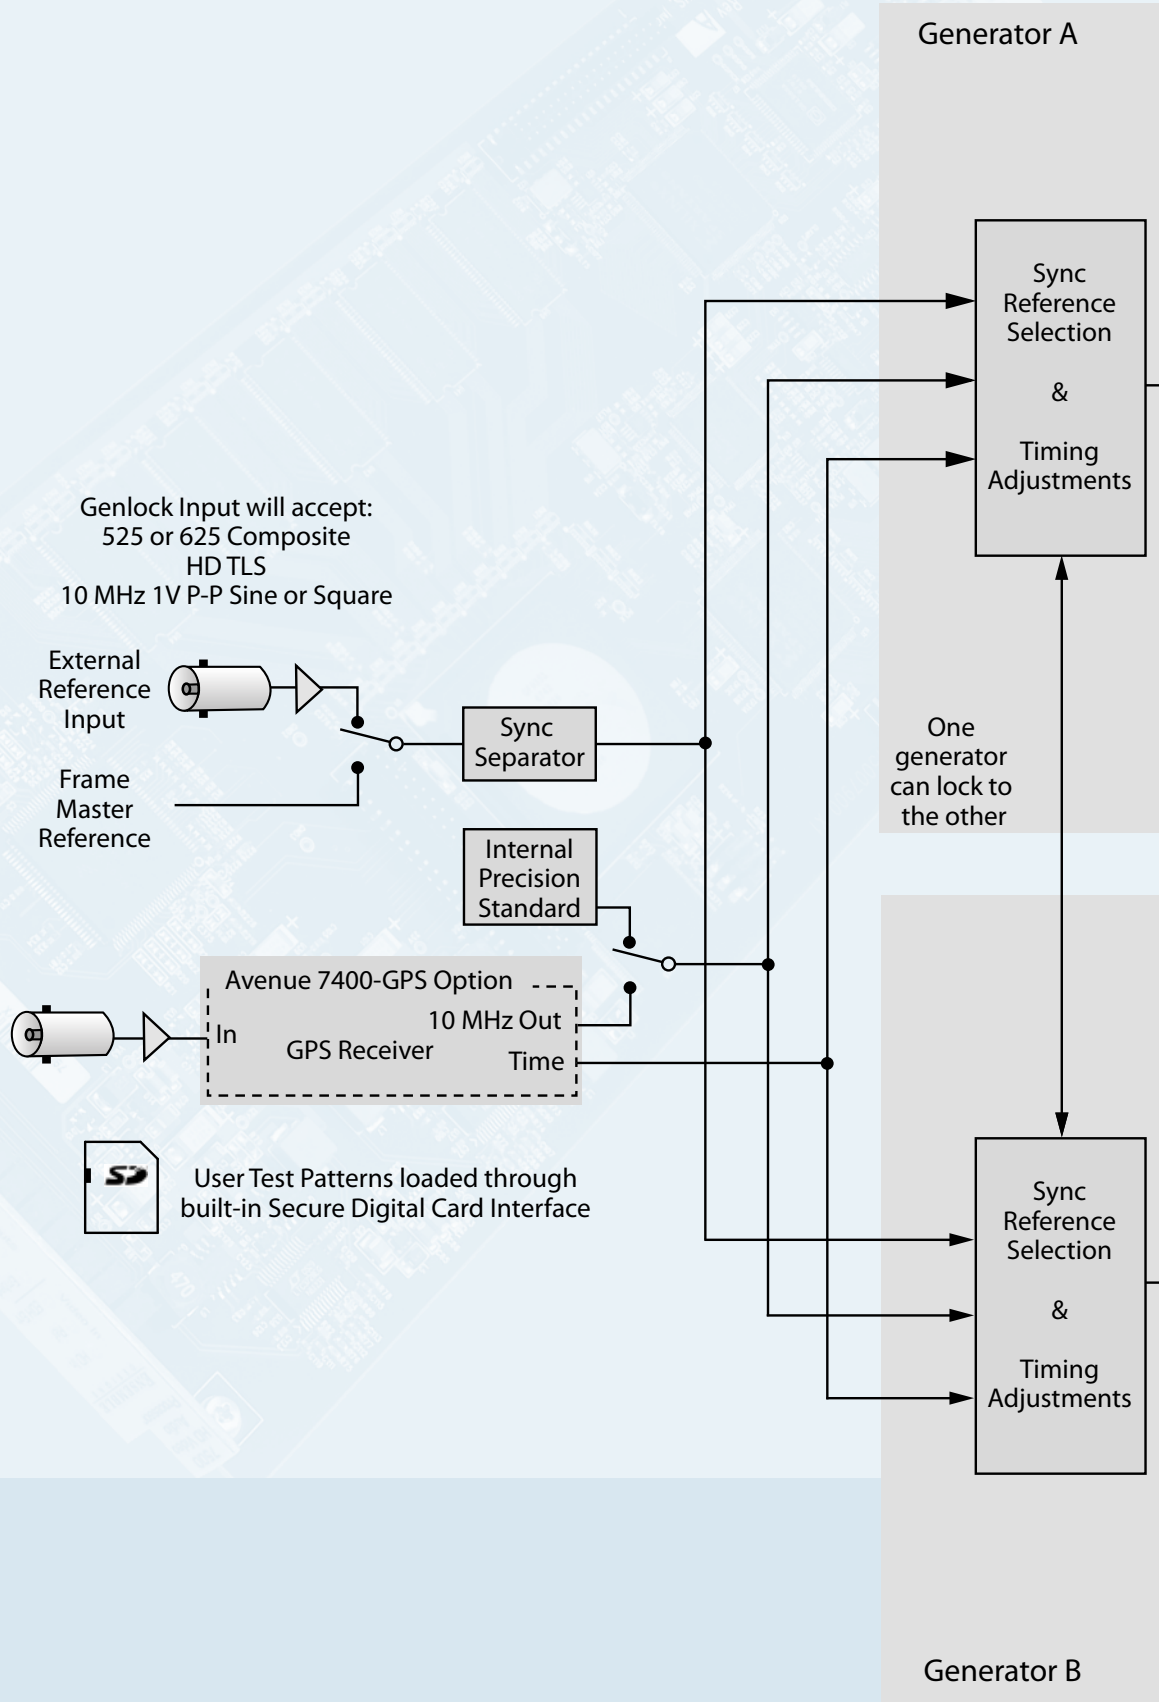 Generator A
Sync
Reference
Selection
&
Timing
Adjustments
Genlock Input will accept:
525 or 625 Composite
HD TLS
10 MHz 1V P-P Sine or Square
External
Reference
Input
Frame
Master
Reference
Sync
Separator
One
generator
can lock to
the other
Internal
Precision
Standard
Avenue 7400-GPS Option
In
10 MHz Out
GPS Receiver
Time
SD
User Test Patterns loaded through
built-in Secure Digital Card Interface
Sync
Reference
Selection
&
Timing
Adjustments
Generator B